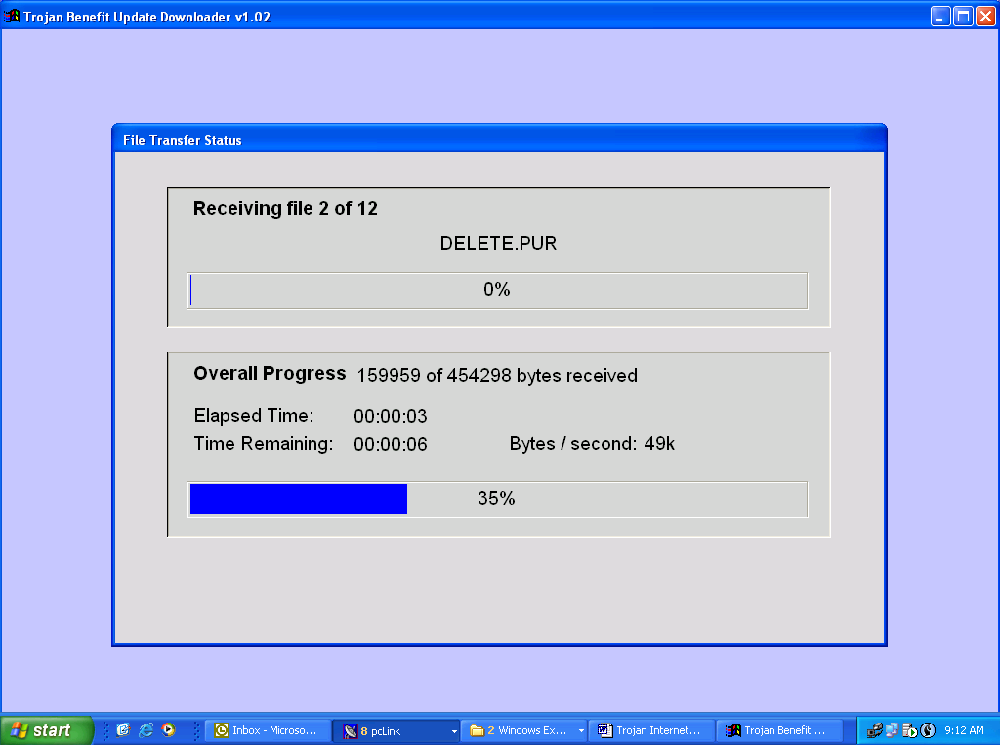 Trojan Benefit Update Downloader v1.02
File Transfer Status
Receiving file 2 of 12
DELETE.PUR
0%
Overall Progress 159959 of 454298 bytes received
Elapsed Time: 00:00:03
Time Remaining: 00:00:06 Bytes / second: 49k
35%
start Inbox - Microso... 8 pcLink 2 Windows Ex... Trojan Internet... Trojan Benefit ... 9:12 AM